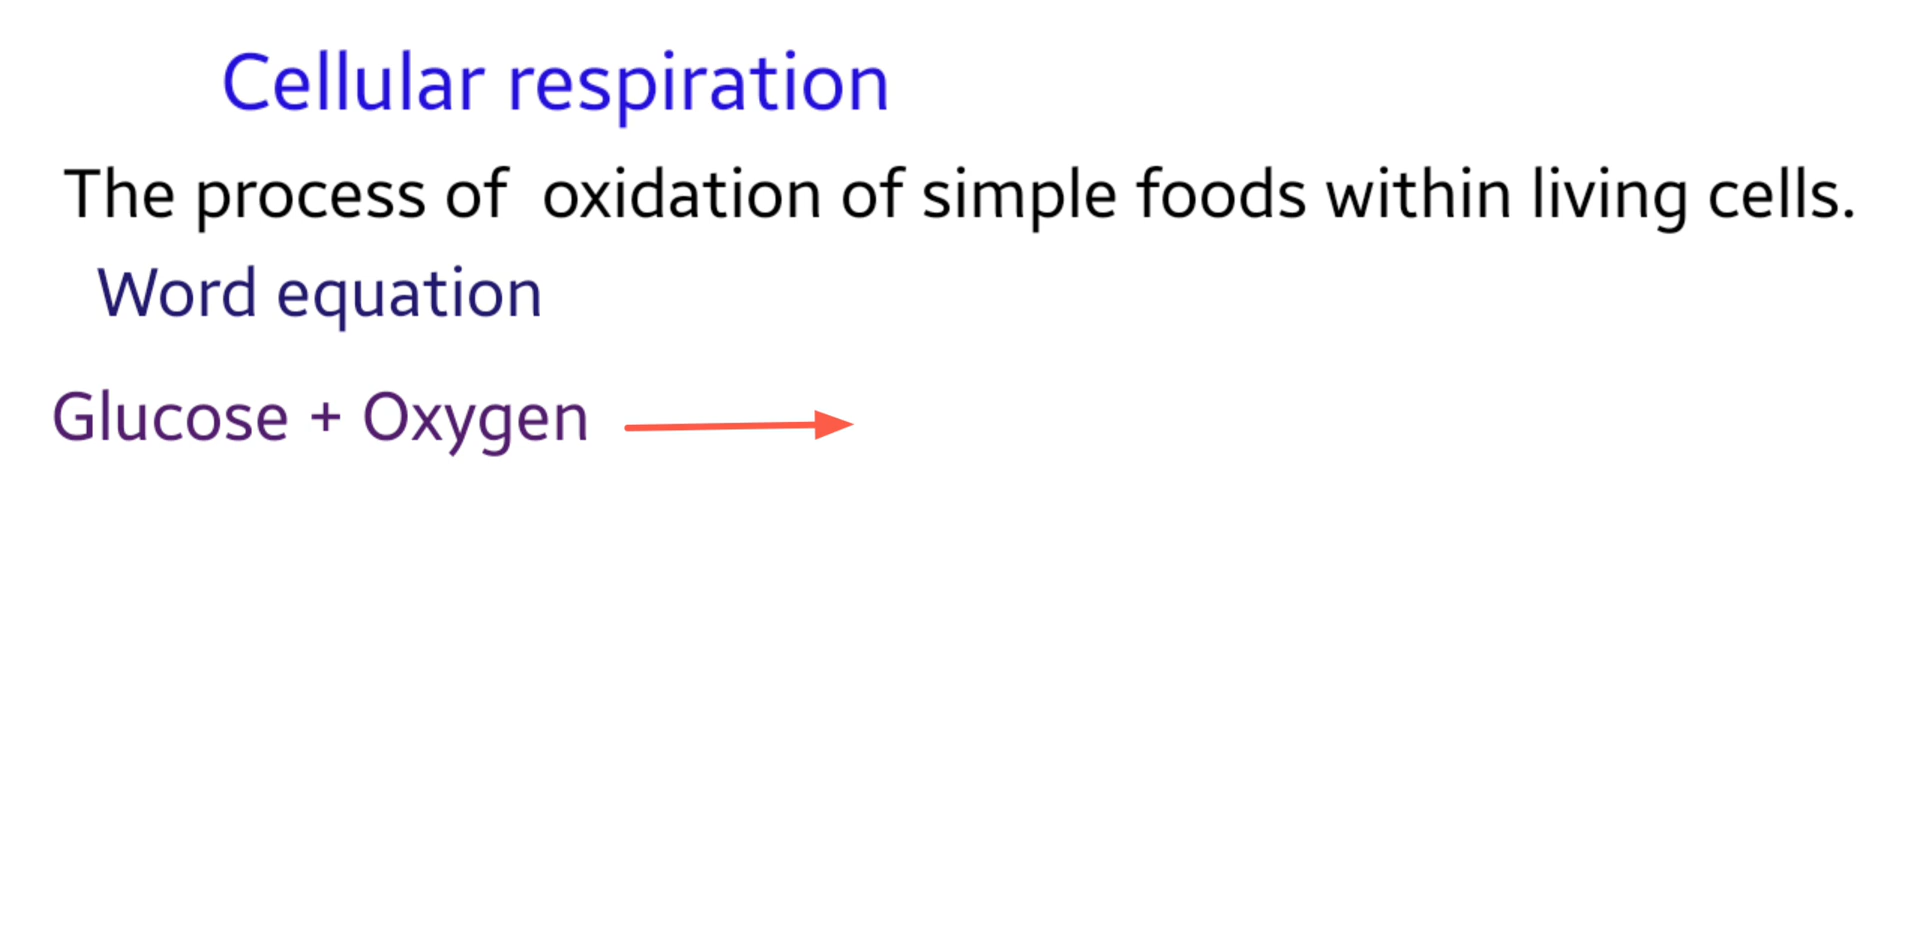 Cellular respiration
The process of  oxidation of simple foods within living cells.
Word equation
Glucose + Oxygen